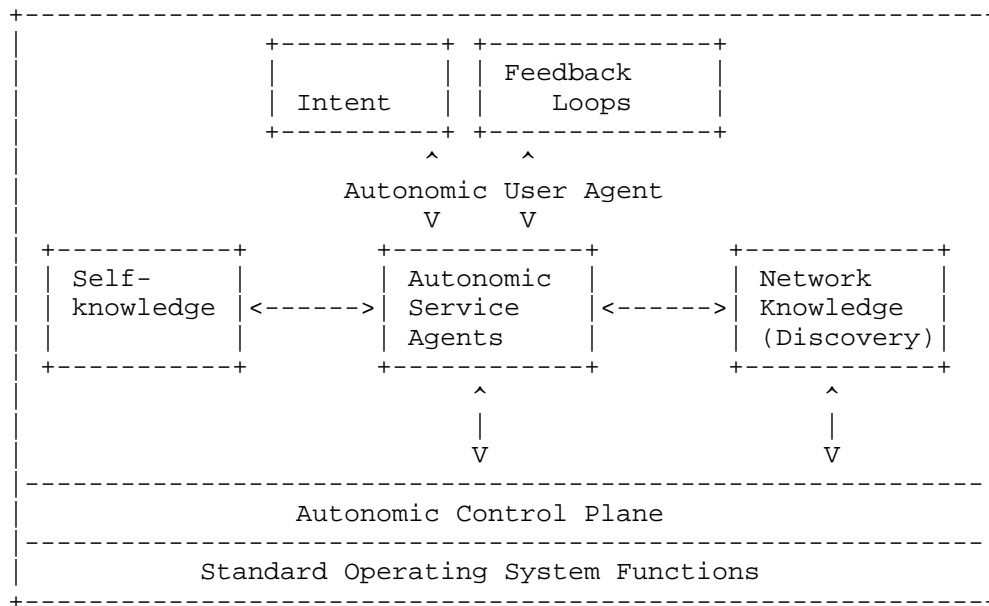 Intent
Feedback
Loops
Autonomic User Agent
Self-
knowledge
Autonomic
Service
Agents
Network
Knowledge
(Discovery)
Autonomic Control Plane
Standard Operating System Functions